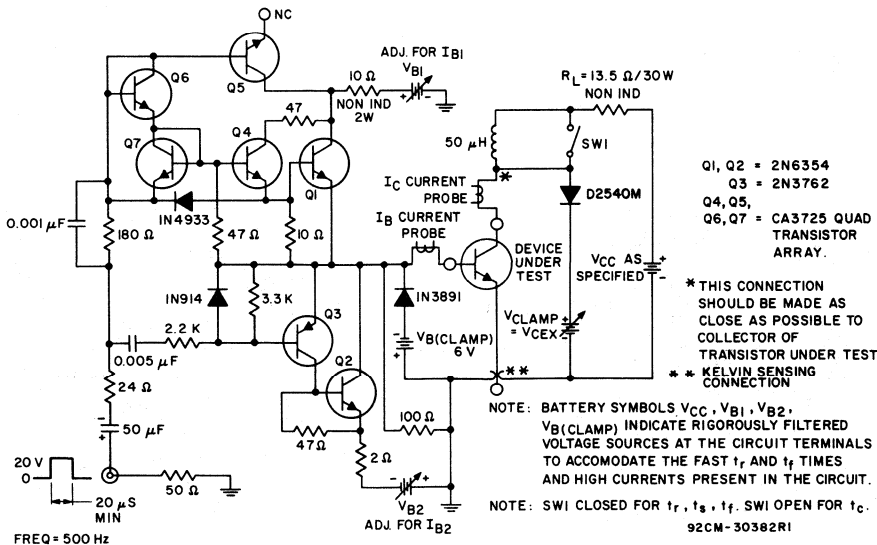 NC
Q6
Q5
10 Ω
NON IND
2W
ADJ. FOR IB1
VB1
+ -
RL = 13.5 Ω/30W
NON IND
47
Q7
Q4
Q1
50 μH
SW1
*
IC CURRENT
PROBE
D2540M
IB CURRENT
PROBE
0.001 μF
180 Ω
IN4933
47 Ω
10 Ω
DEVICE
UNDER
TEST
VCC AS
SPECIFIED
+
-
Q1, Q2 = 2N6354
Q3 = 2N3762
Q4, Q5,
Q6, Q7 = CA3725 QUAD
TRANSISTOR
ARRAY.
IN914
3.3 K
Q3
IN3891
-
+
VB(CLAMP)
6 V
VCLAMP
= VCEX
+
-
* THIS CONNECTION
SHOULD BE MADE AS
CLOSE AS POSSIBLE TO
COLLECTOR OF
TRANSISTOR UNDER TEST
* * KELVIN SENSING
CONNECTION
2.2 K
0.005 μF
Q2
* *
24 Ω
-
+
50 μF
47 Ω
100 Ω
2 Ω
20 V
0
20 μS
MIN
50 Ω
- +
VB2
ADJ. FOR IB2
FREQ = 500 Hz
NOTE: BATTERY SYMBOLS VCC, VB1, VB2,
VB(CLAMP) INDICATE RIGOROUSLY FILTERED
VOLTAGE SOURCES AT THE CIRCUIT TERMINALS
TO ACCOMODATE THE FAST tr AND tf TIMES
AND HIGH CURRENTS PRESENT IN THE CIRCUIT.
NOTE: SW1 CLOSED FOR tr, ts, tf. SW1 OPEN FOR tc.
92CM-30382R1